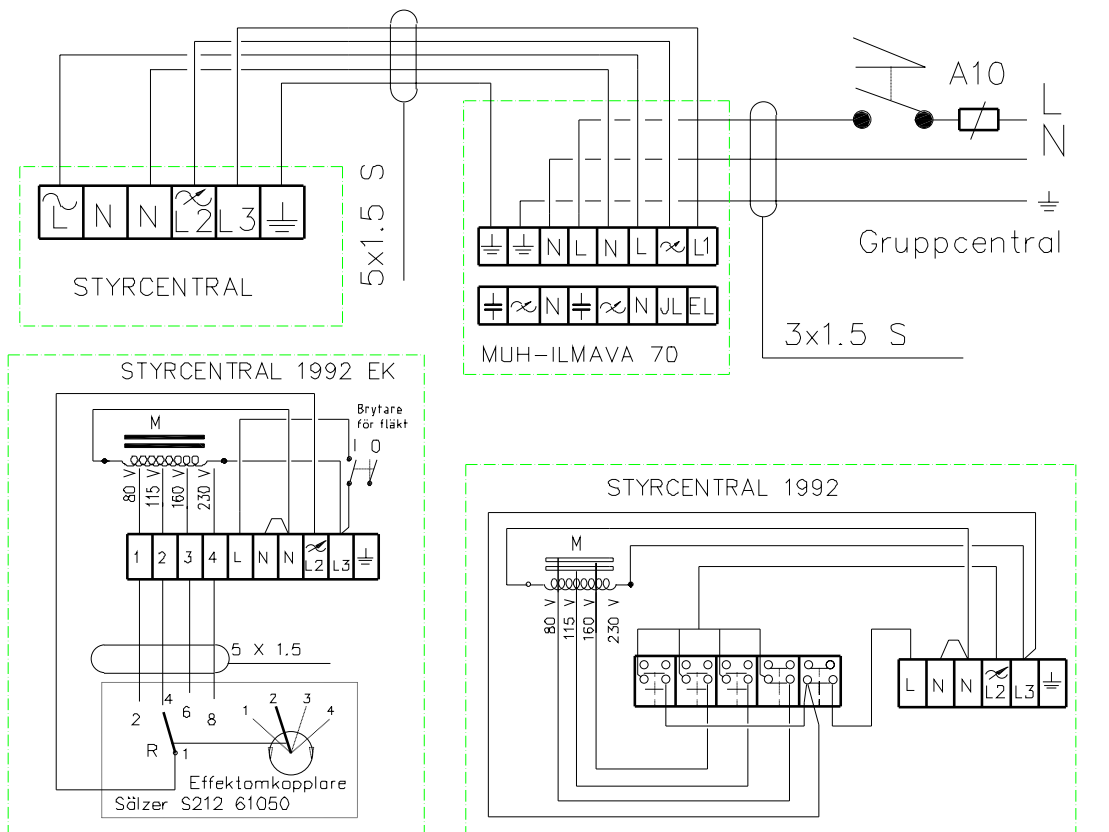 A10
L
N
Gruppcentral
3x1.5 S
5x1.5 S
L N N L2 L3
STYRCENTRAL
N L N L L1
N N JL EL
MUH-ILMAVA 70
STYRCENTRAL 1992 EK
Brytare
för fläkt
I O
M
80 V
115 V
160 V
230 V
1 2 3 4 L N N L2 L3
5 X 1.5
2 4 6 8
1 2 3 4
R 1
Effektomkopplare
Sälzer S212 61050
STYRCENTRAL 1992
M
80 V
115 V
160 V
230 V
L N N L2 L3